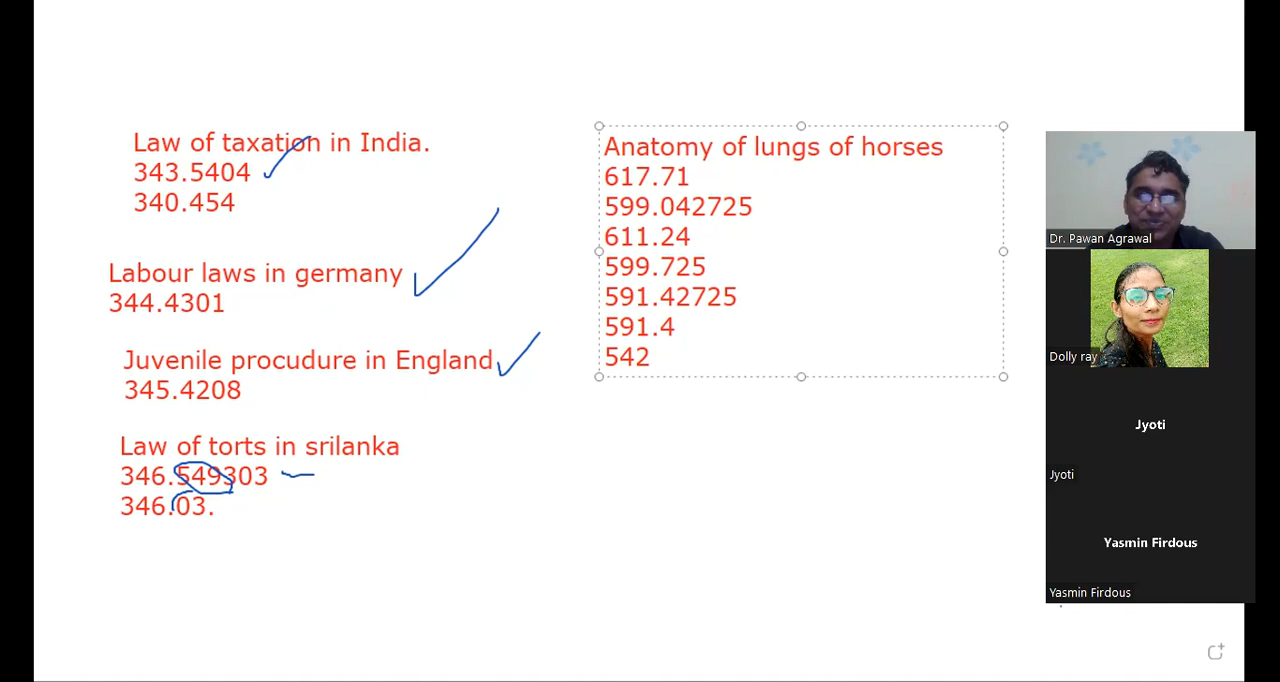 Law of taxation in India.
343.5404
340.454
Labour laws in germany
344.4301
Juvenile procudure in England
345.4208
Law of torts in srilanka
346.549303
346.03.
Anatomy of lungs of horses
617.71
599.042725
611.24
599.725
591.42725
591.4
542
Dr. Pawan Agrawal
Dolly ray
Jyoti
Jyoti
Yasmin Firdous
Yasmin Firdous